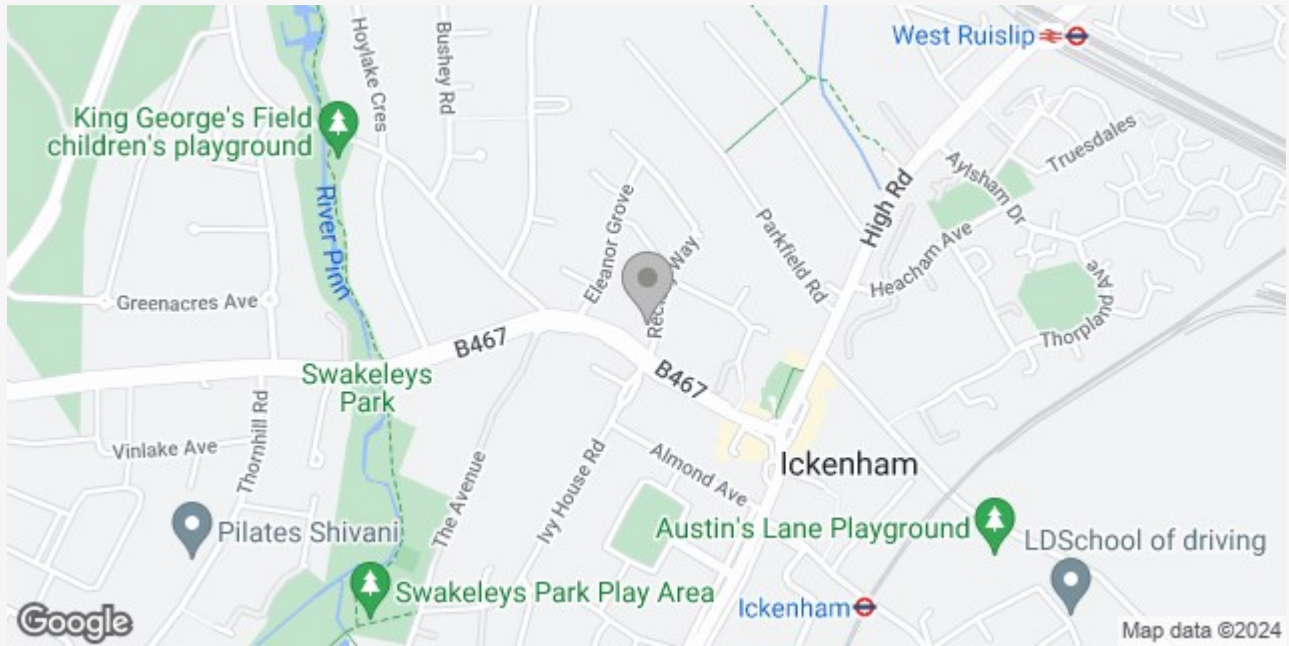 West Ruislip
Hoylake Cres
Bushey Rd
King George's Field
children's playground
Truesdales
Aylsham Dr
River Pinn
Eleanor Grove
Way
Parkfield Rd
High Rd
Heacham Ave
Greenacres Ave
Thorpland Ave
B467
B467
Swakeleys
Park
Vinlake Ave
Thornhill Rd
The Avenue
Ivy House Rd
Almond Ave
Ickenham
Pilates Shivani
Austin's Lane Playground
LDSchool of driving
Swakeleys Park Play Area
Ickenham
Google
Map data ©2024